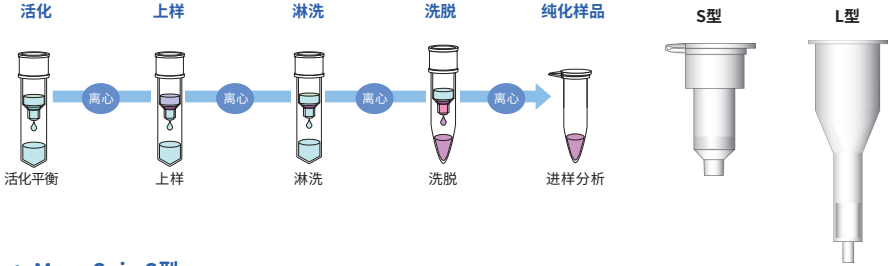 活化 上样 淋洗 洗脱 纯化样品 S型 L型
离心 离心 离心 离心
活化平衡 上样 淋洗 洗脱 进样分析